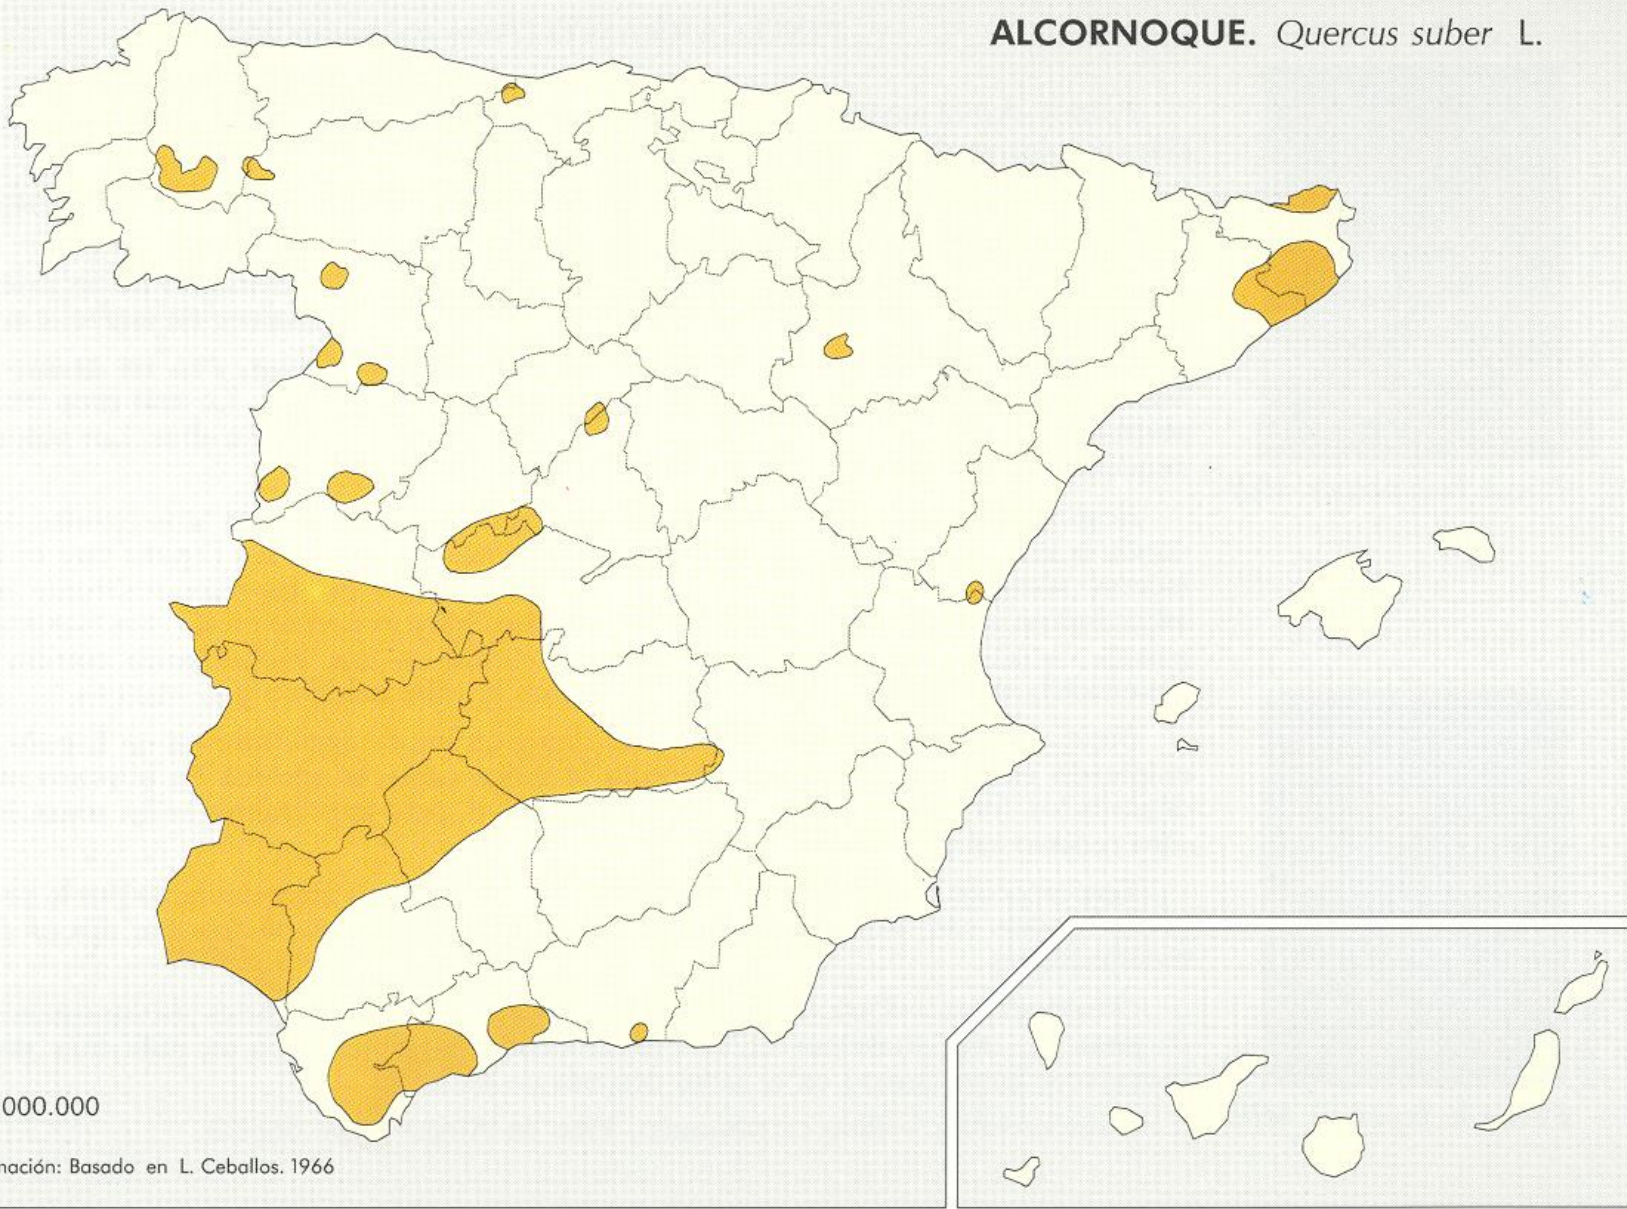 ALCORNOQUE. Quercus suber L.
000.000
nación: Basado en L. Ceballos. 1966